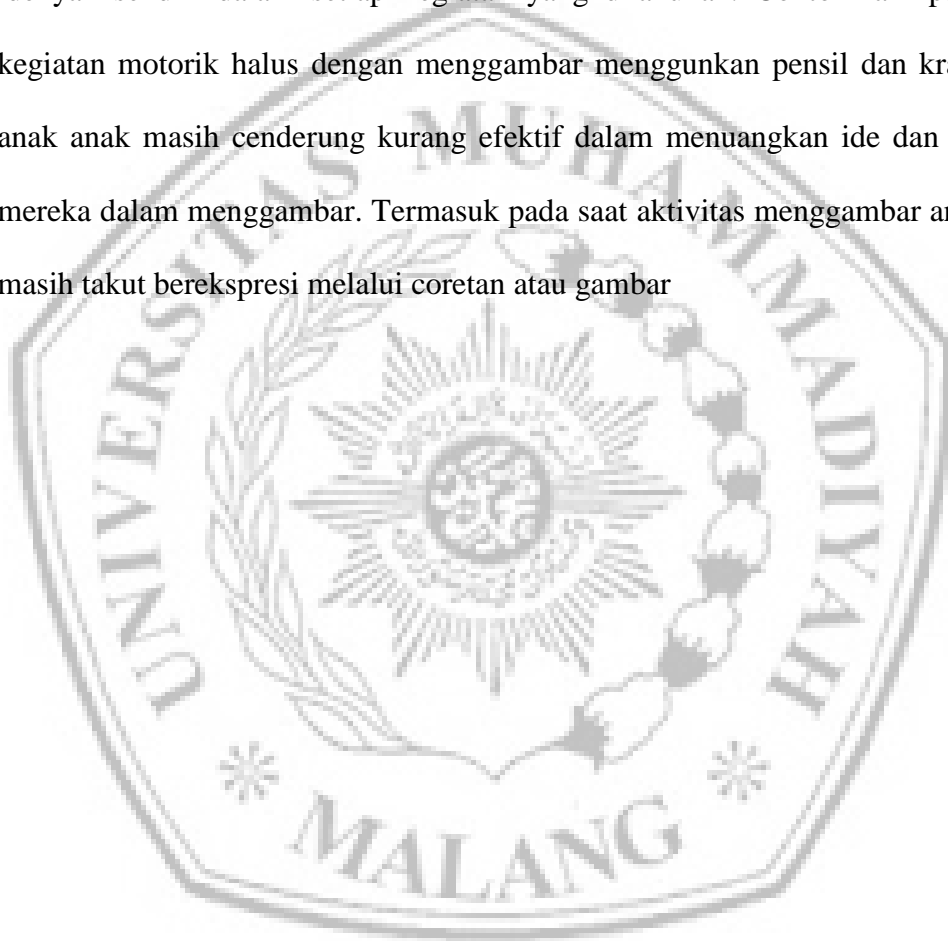 kegiatan motorik halus dengan menggambar menggunkan pensil dan
anak anak masih cenderung kurang efektif dalam menuangkan ide dan
mereka dalam menggambar. Termasuk pada saat aktivitas menggambar
masih takut berekspresi melalui coretan atau gambar
UNIVERSITAS MUHAMMADIYAH
MALANG